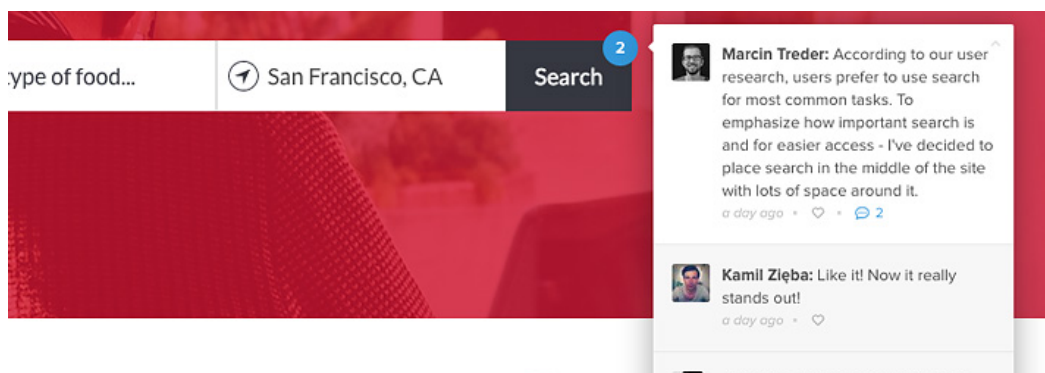 ype of food...
San Francisco, CA
Search
2
Marcin Treder: According to our user
research, users prefer to use search
for most common tasks. To
emphasize how important search is
and for easier access - I've decided to
place search in the middle of the site
with lots of space around it.
a day ago • • 2
Kamil Zięba: Like it! Now it really
stands out!
a day ago •